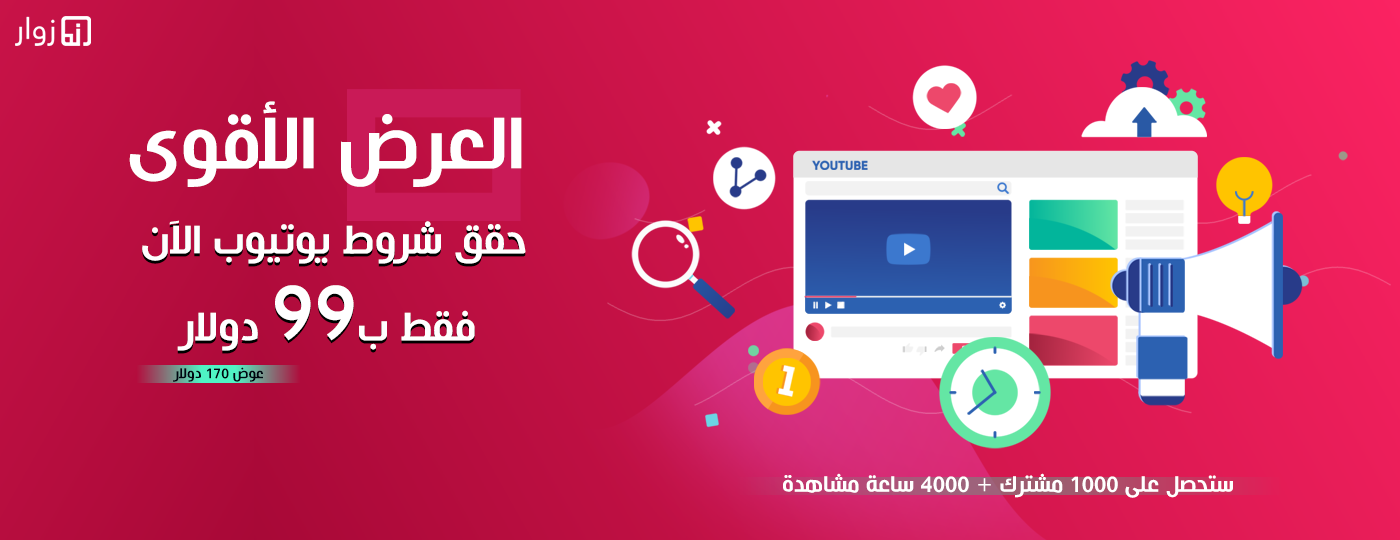 زوار
العرض الأقوى
حقق شروط يوتيوب الآن
فقط ب99 دولار
عوض 170 دولار
YOUTUBE
1
ستحصل على 1000 مشترك + 4000 ساعة مشاهدة